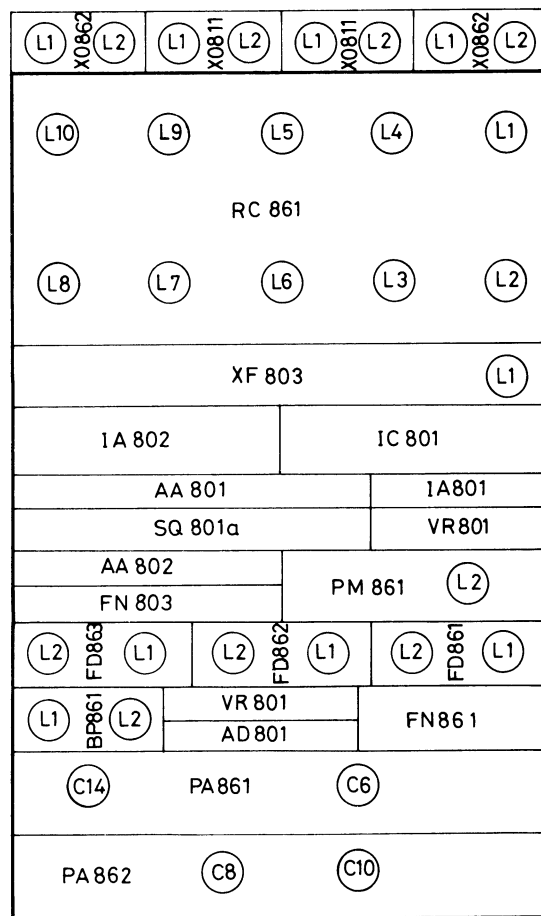 L1 X0862 L2 L1 X0811 L2 L1 X0811 L2 L1 X0862 L2
L10 L9 L5 L4 L1
RC 861
L8 L7 L6 L3 L2
XF 803 L1
IA 802 IC 801
AA 801 IA801
SQ 801a VR801
AA 802
PM 861 L2
FN 803
L2 FD863 L1 L2 FD862 L1 L2 FD861 L1
L1 BP861 L2 VR 801 FN861
AD 801
C14 PA861 C6
PA 862 C8 C10